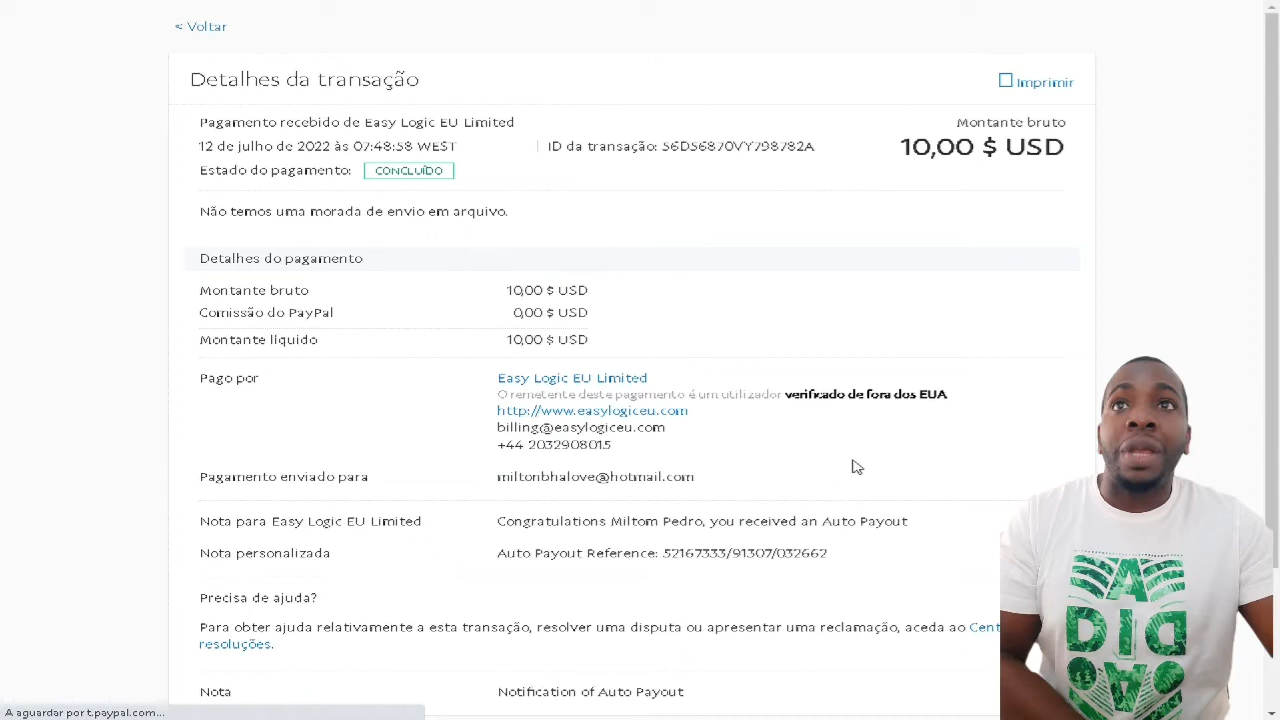 < Voltar
Detalhes da transação
Imprimir
Pagamento recebido de Easy Logic EU Limited
Montante bruto
12 de julho de 2022 às 07:48:58 WEST
ID da transação: 56D56870VY798782A
10,00 $ USD
Estado do pagamento:
CONCLUÍDO
Não temos uma morada de envio em arquivo.
Detalhes do pagamento
Montante bruto 10,00 $ USD
Comissão do PayPal 0,00 $ USD
Montante líquido 10,00 $ USD
Pago por Easy Logic EU Limited
O remetente deste pagamento é um utilizador verificado de fora dos EUA
http://www.easylogiceu.com
billing@easylogiceu.com
+44 2032908015
Pagamento enviado para miltonbhalove@hotmail.com
Nota para Easy Logic EU Limited Congratulations Miltom Pedro, you received an Auto Payout
Nota personalizada Auto Payout Reference: 52167333/91307/032662
Precisa de ajuda?
Para obter ajuda relativamente a esta transação, resolver uma disputa ou apresentar uma reclamação, aceda ao Cent
resoluções.
Nota Notification of Auto Payout
A aguardar por t.paypal.com...